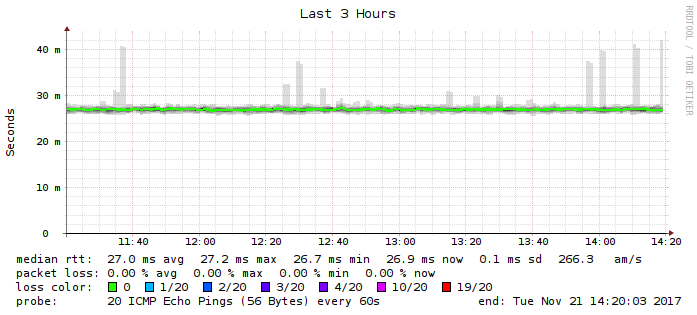 Last 3 Hours
RRDTOOL / TOBI OETIKER
Seconds
40 m
30 m
20 m
10 m
0
11:40 12:00 12:20 12:40 13:00 13:20 13:40 14:00 14:20
median rtt: 27.0 ms avg 27.2 ms max 26.7 ms min 26.9 ms now 0.1 ms sd 266.3 am/s
packet loss: 0.00 % avg 0.00 % max 0.00 % min 0.00 % now
loss color: 0 1/20 2/20 3/20 4/20 10/20 19/20
probe: 20 ICMP Echo Pings (56 Bytes) every 60s end: Tue Nov 21 14:20:03 2017